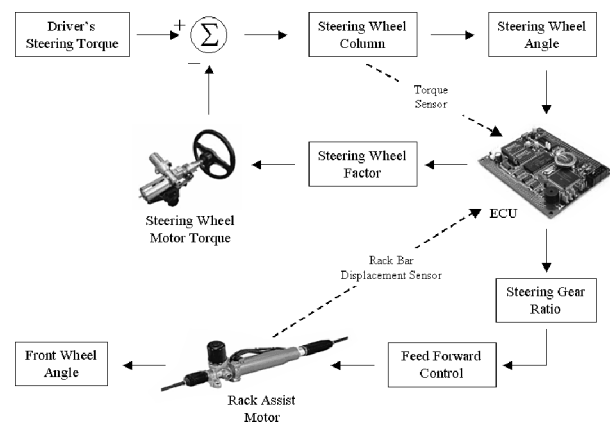 Driver's
Steering Torque
+
Σ
−
Steering Wheel
Column
Steering Wheel
Angle
Torque
Sensor
Steering Wheel
Factor
Steering Wheel
Motor Torque
ECU
Rack Bar
Displacement Sensor
Steering Gear
Ratio
Front Wheel
Angle
Feed Forward
Control
Rack Assist
Motor